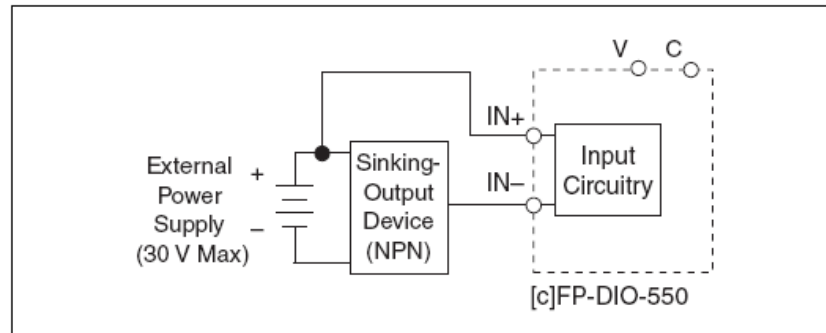 V C
IN+
Input
Circuitry
IN–
Sinking-
Output
Device
(NPN)
External
Power
Supply
(30 V Max)
+
–
[c]FP-DIO-550